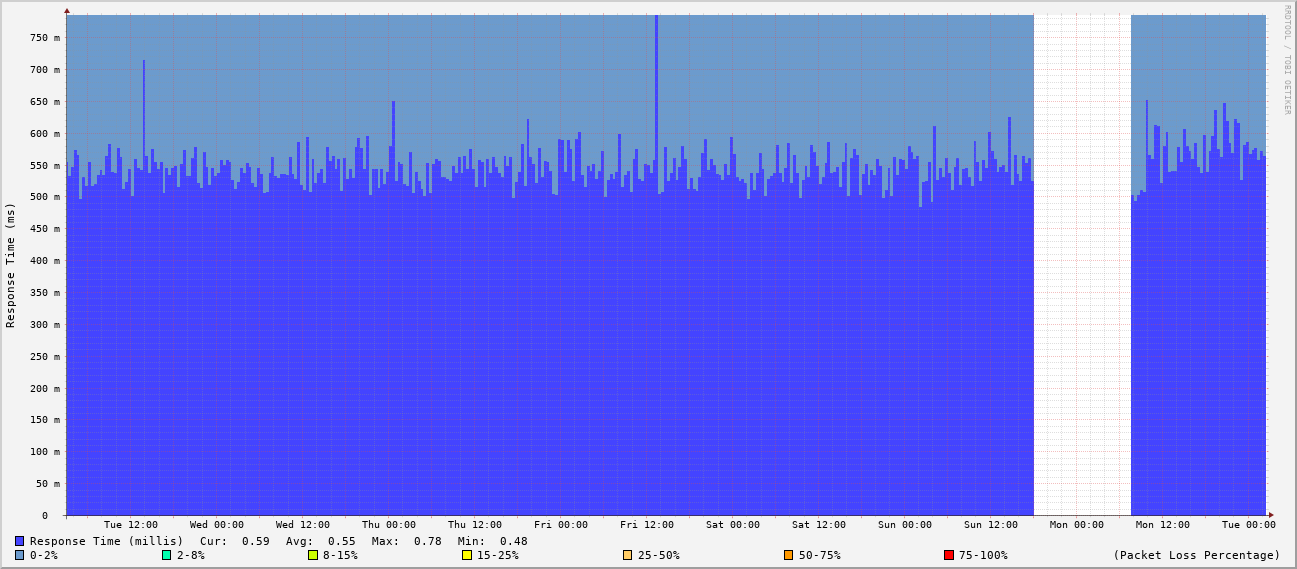 RRDTOOL / TOBI OETIKER
Response Time (ms)
750 m
700 m
650 m
600 m
550 m
500 m
450 m
400 m
350 m
300 m
250 m
200 m
150 m
100 m
50 m
0
Tue 12:00 Wed 00:00 Wed 12:00 Thu 00:00 Thu 12:00 Fri 00:00 Fri 12:00 Sat 00:00 Sat 12:00 Sun 00:00 Sun 12:00 Mon 00:00 Mon 12:00 Tue 00:00
Response Time (millis) Cur: 0.59 Avg: 0.55 Max: 0.78 Min: 0.48
0-2% 2-8% 8-15% 15-25% 25-50% 50-75% 75-100% (Packet Loss Percentage)